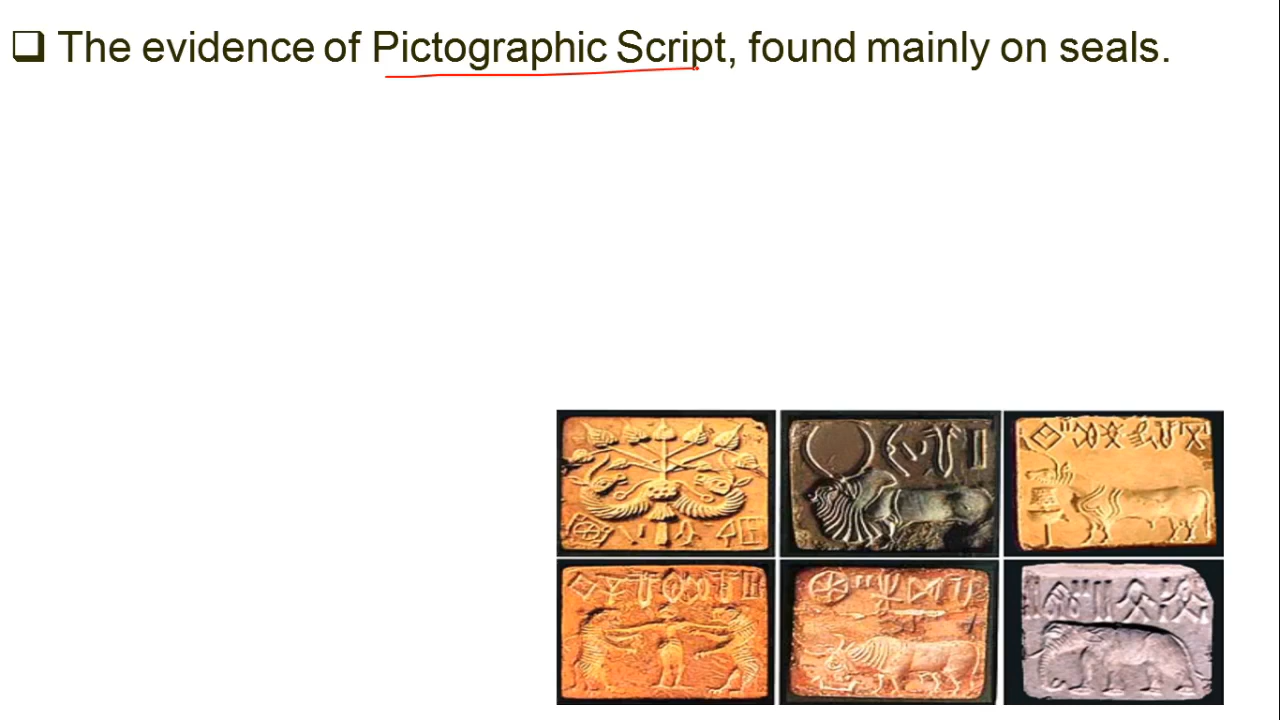 ❑ The evidence of Pictographic Script, found mainly on seals.